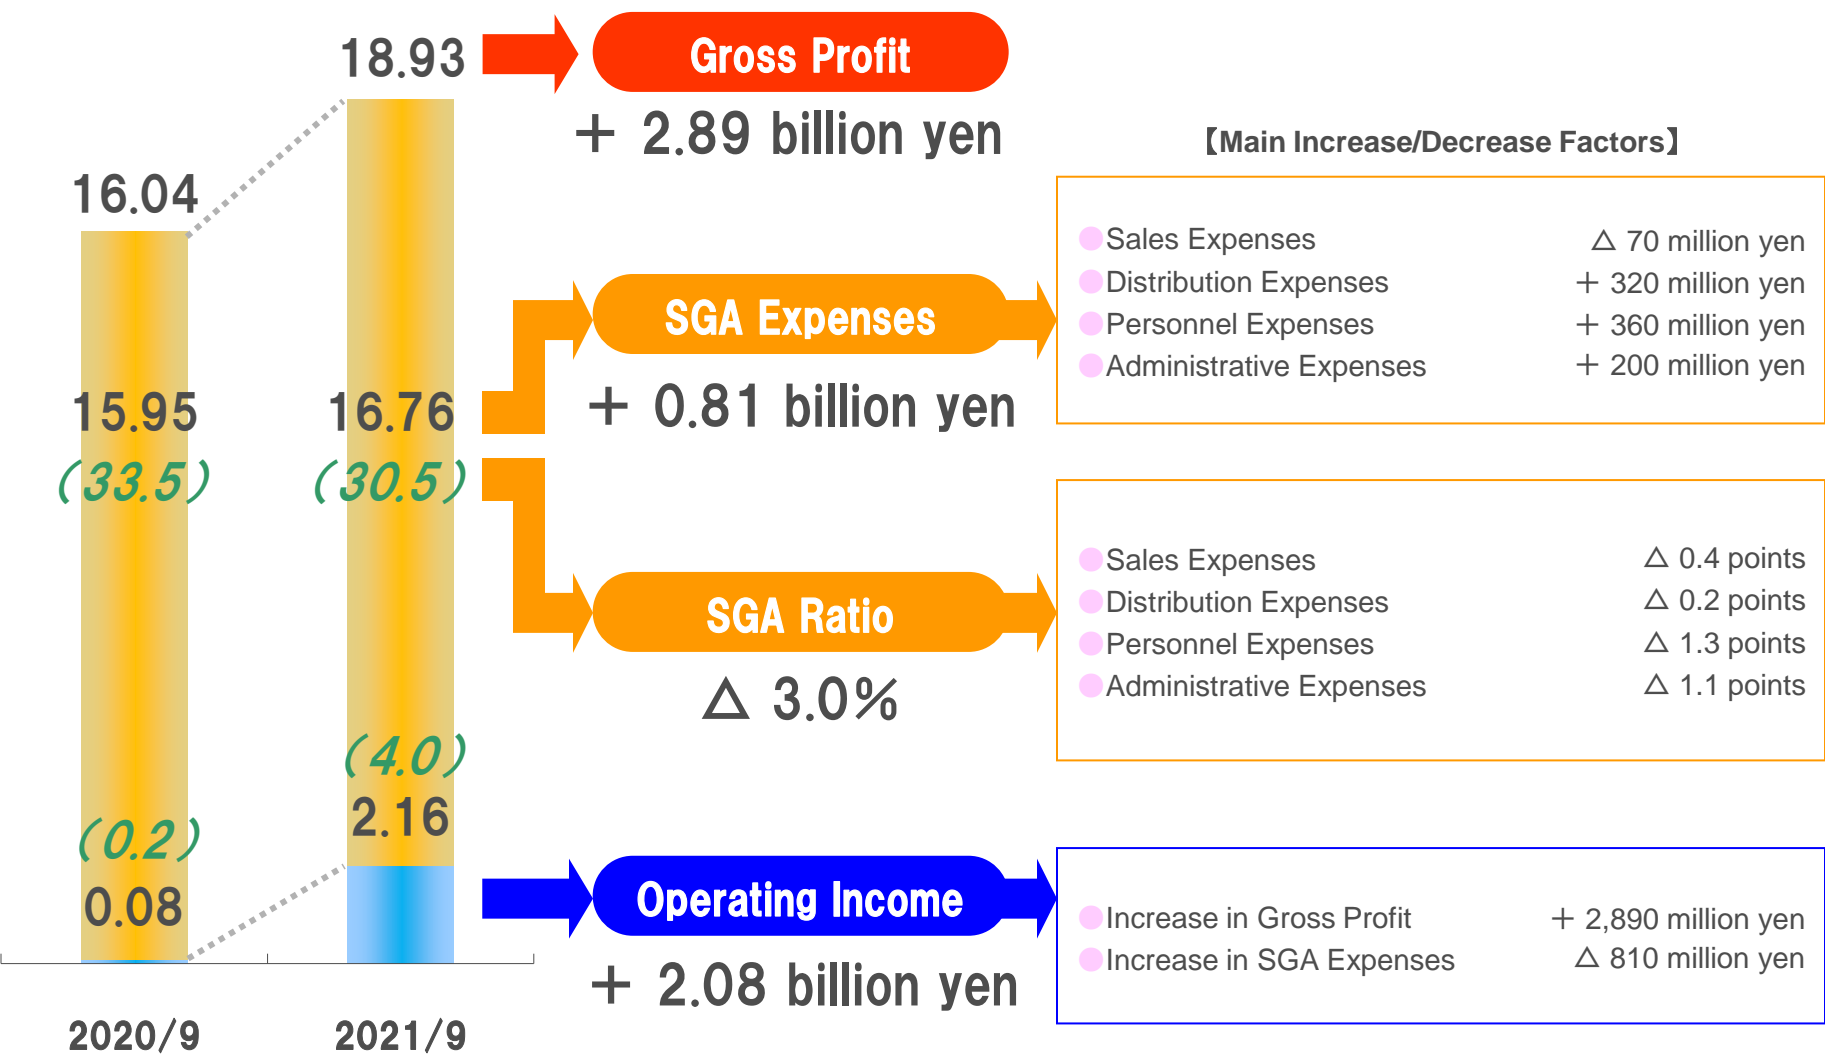 18.93
Gross Profit
+ 2.89 billion yen
【Main Increase/Decrease Factors】
16.04
Sales Expenses △ 70 million yen
Distribution Expenses + 320 million yen
Personnel Expenses + 360 million yen
Administrative Expenses + 200 million yen
SGA Expenses
+ 0.81 billion yen
15.95 16.76
(33.5) (30.5)
Sales Expenses △ 0.4 points
Distribution Expenses △ 0.2 points
Personnel Expenses △ 1.3 points
Administrative Expenses △ 1.1 points
SGA Ratio
△ 3.0%
(4.0)
2.16
(0.2)
0.08
Operating Income
+ 2.08 billion yen
Increase in Gross Profit + 2,890 million yen
Increase in SGA Expenses △ 810 million yen
2020/9 2021/9